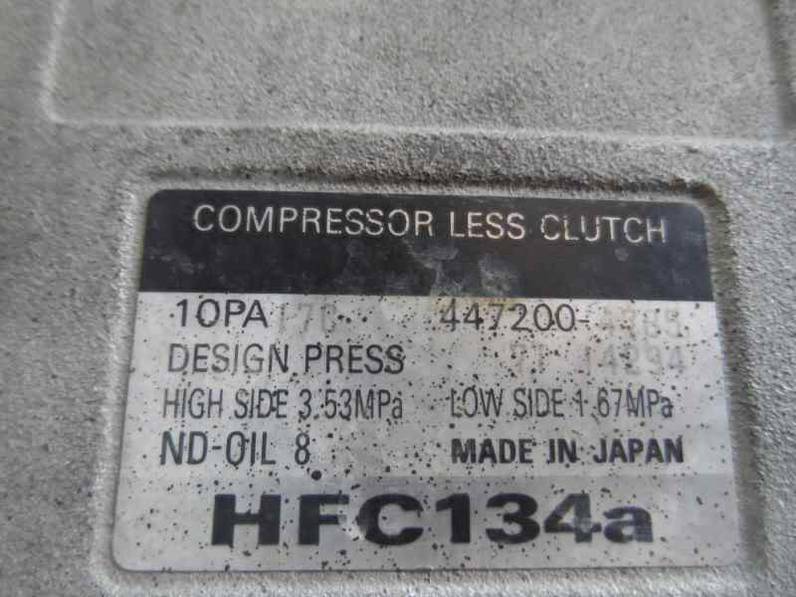 COMPRESSOR LESS CLUTCH
10PA 447200-
DESIGN PRESS
HIGH SIDE 3.53MPa LOW SIDE 1.67MPa
ND-OIL 8 MADE IN JAPAN
HFC134a